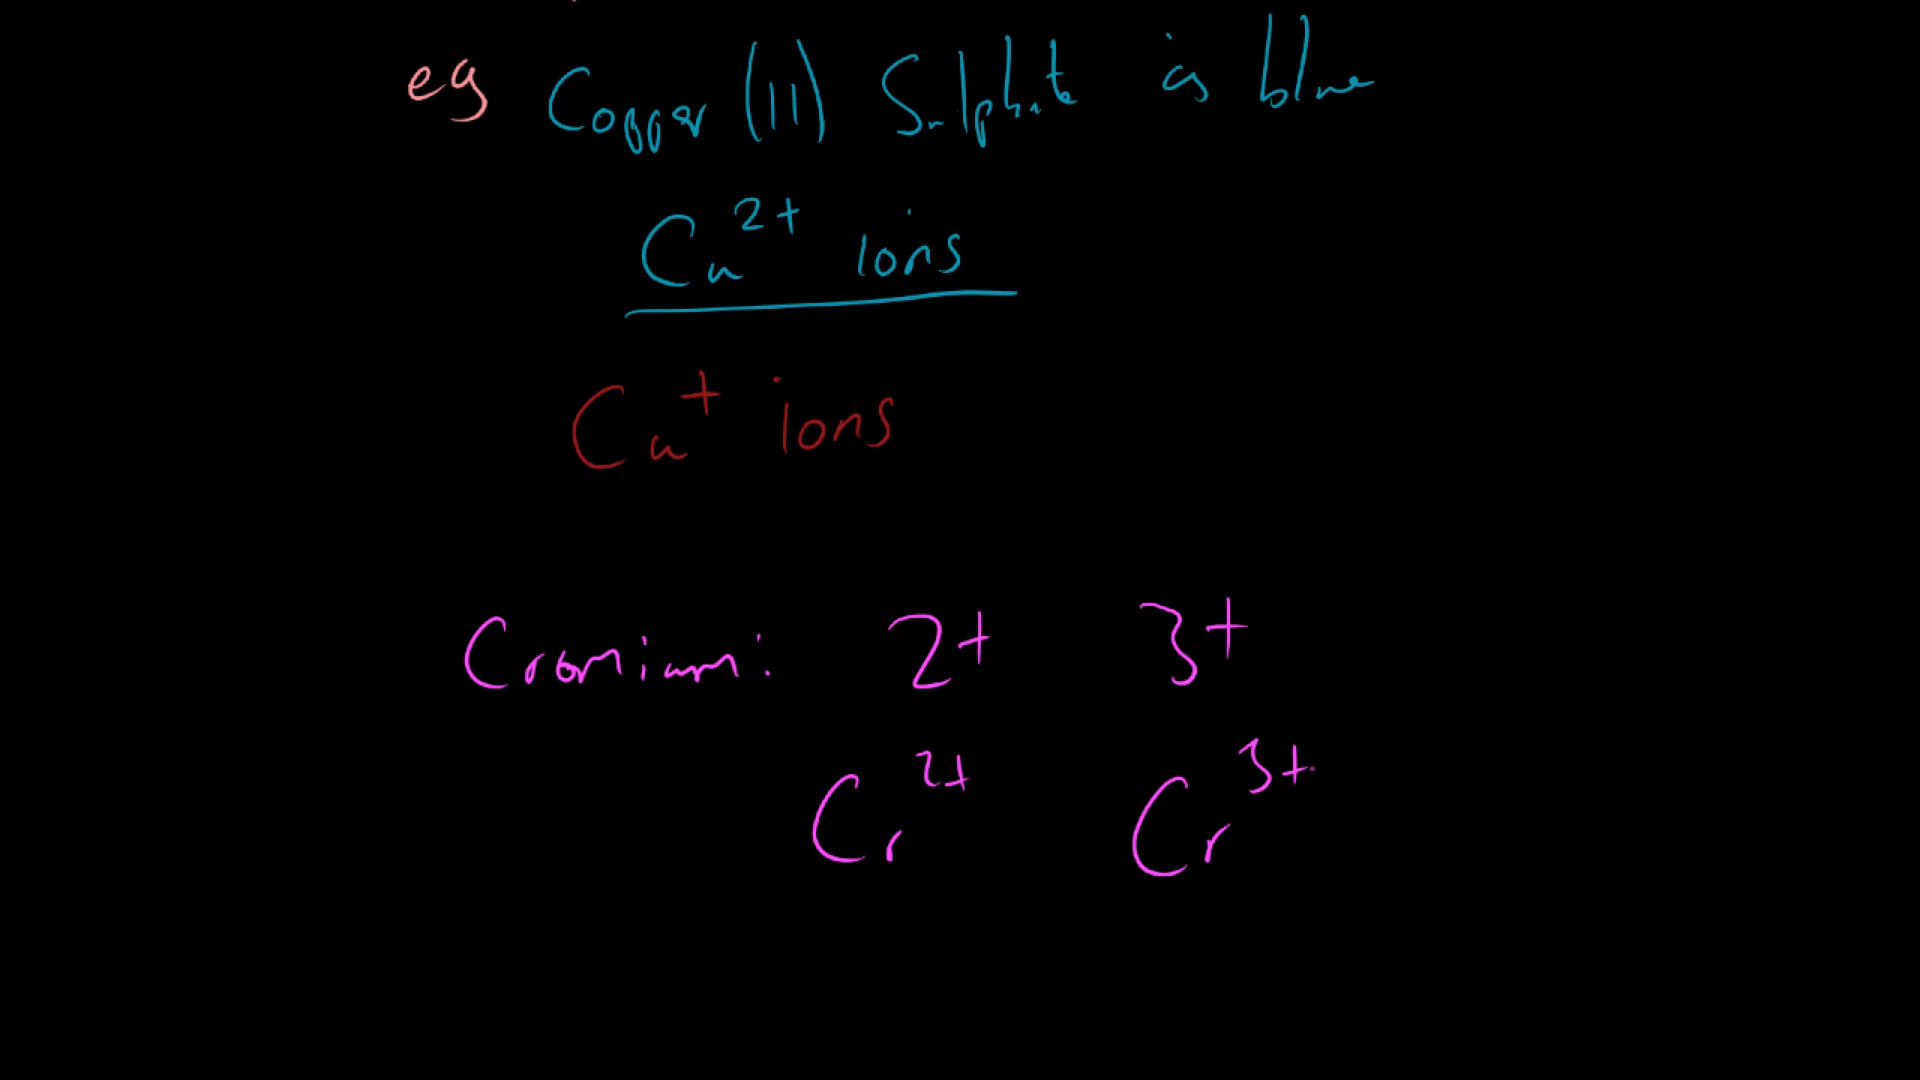 eg Copper (II) Sulphate is blue
Cu²⁺ ions
Cu⁺ ions
Cromium: 2+ 3+
Cr²⁺ Cr³⁺